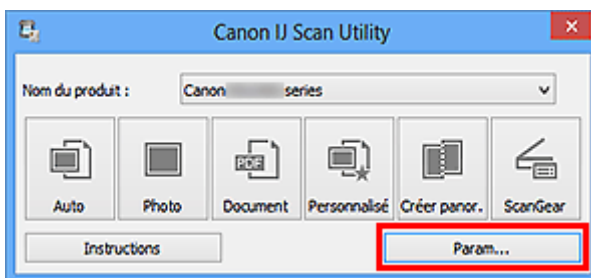 Canon IJ Scan Utility
Nom du produit : Canon series
PDF
Auto Photo Document Personnalisé Créer panor. ScanGear
Instructions Param...